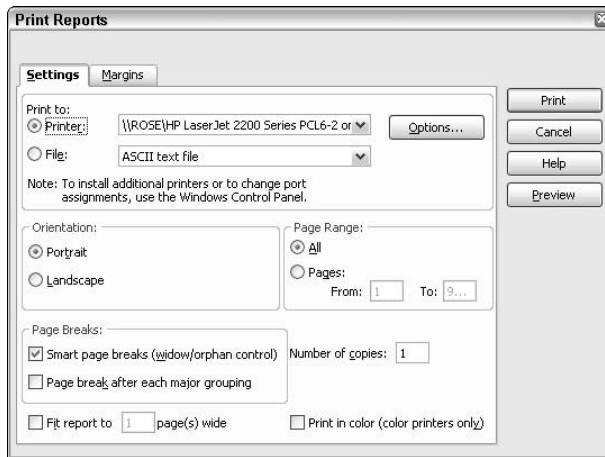 Print Reports
Settings
Margins
Print to:
Printer:
\\ROSE\HP LaserJet 2200 Series PCL6-2 or
Options...
File:
ASCII text file
Note: To install additional printers or to change port
assignments, use the Windows Control Panel.
Print
Cancel
Help
Preview
Orientation:
Portrait
Landscape
Page Range:
All
Pages:
From: 1 To: 9...
Page Breaks:
Smart page breaks (widow/orphan control)
Page break after each major grouping
Number of copies: 1
Fit report to 1 page(s) wide
Print in color (color printers only)